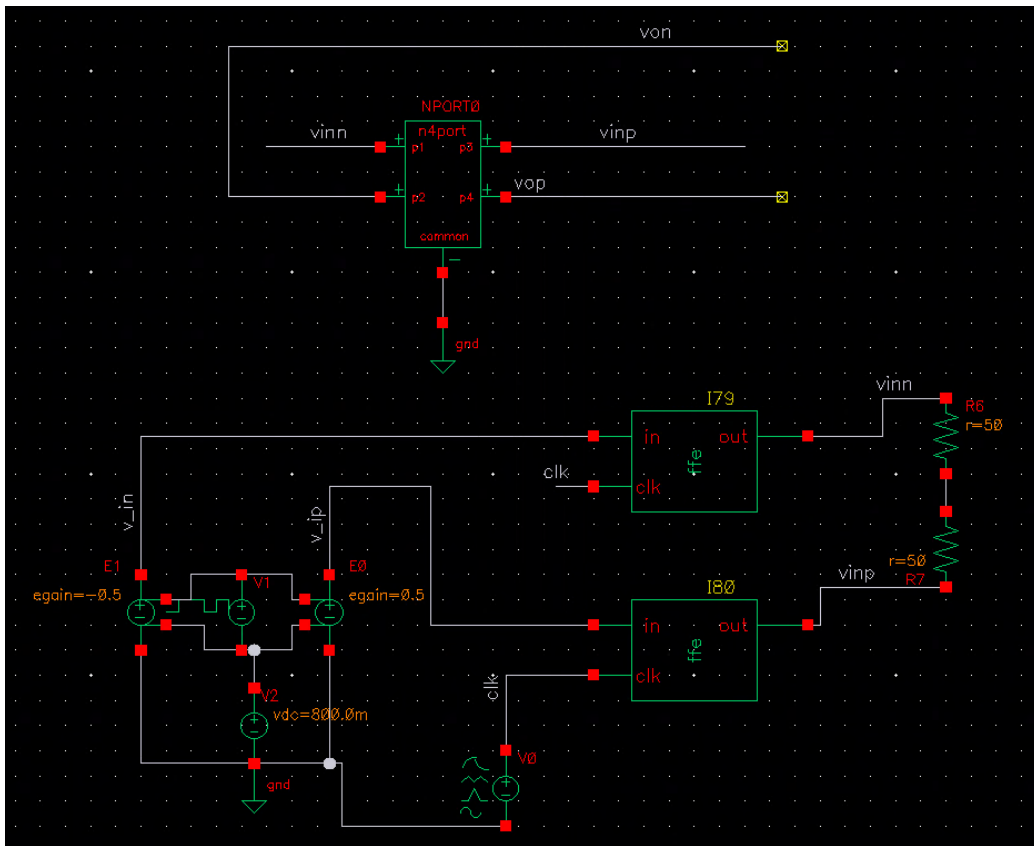 von
NPORT0
vinn
n4port
vinp
p1
p3
vop
p2
p4
common
gnd
vinn
I79
R6
r=50
in
out
clk
ffe
clk
v_in
v_ip
E1
V1
E0
r=50
R7
vinp
I80
egain=-0.5
egain=0.5
in
out
ffe
clk
clk
V2
vdc=800.0m
V0
gnd